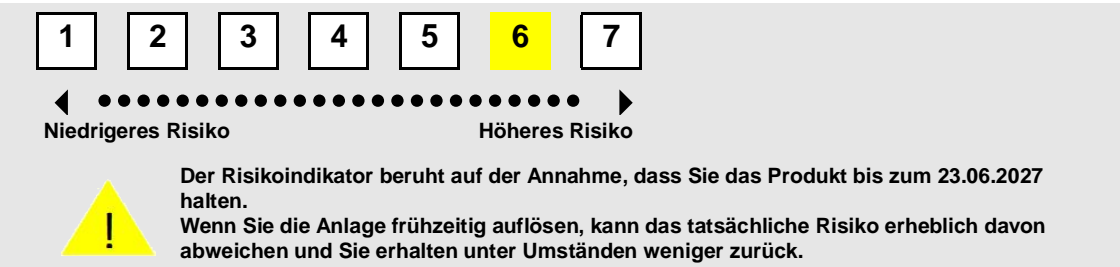 1 2 3 4 5 6 7
Niedrigeres Risiko Höheres Risiko
Der Risikoindikator beruht auf der Annahme, dass Sie das Produkt bis zum 23.06.2027
halten.
Wenn Sie die Anlage frühzeitig auflösen, kann das tatsächliche Risiko erheblich davon
abweichen und Sie erhalten unter Umständen weniger zurück.
!